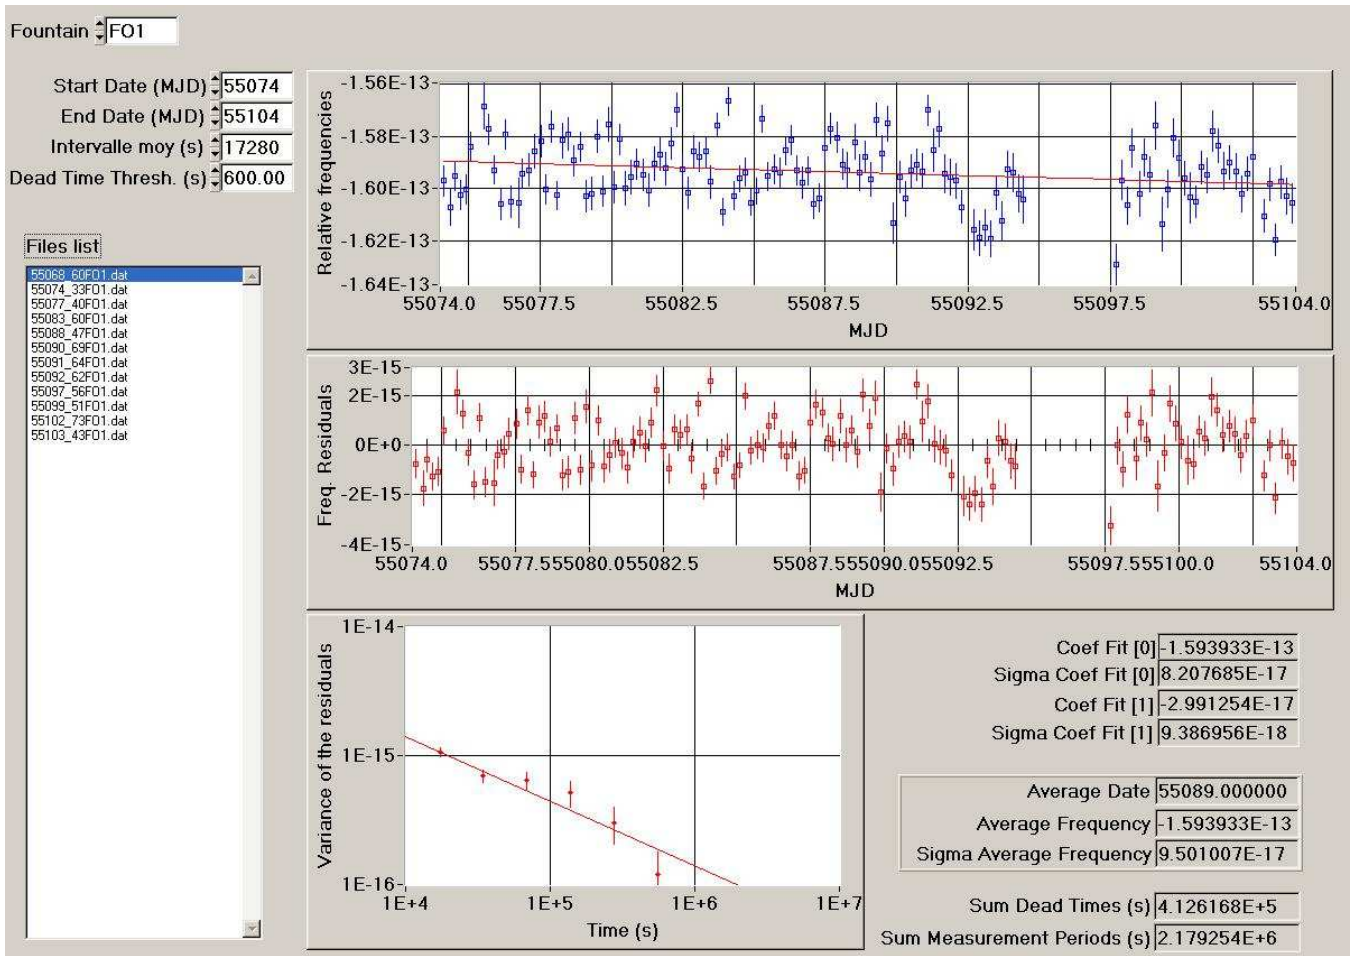 Fountain FO1
Start Date (MJD) 55074
End Date (MJD) 55104
Intervalle moy (s) 17280
Dead Time Thresh. (s) 600.00
Files list
55068_60FO1.dat
55074_33FO1.dat
55077_40FO1.dat
55083_60FO1.dat
55088_47FO1.dat
55090_69FO1.dat
55091_64FO1.dat
55092_62FO1.dat
55097_56FO1.dat
55099_51FO1.dat
55102_73FO1.dat
55103_43FO1.dat
Relative frequencies
-1.56E-13
-1.58E-13
-1.60E-13
-1.62E-13
-1.64E-13
55074.0 55077.5 55082.5 55087.5 55092.5 55097.5 55104.0
MJD
Freq. Residuals
3E-15
2E-15
0E+0
-2E-15
-4E-15
55074.0 55077.555080.055082.5 55087.555090.055092.5 55097.555100.0 55104.0
MJD
Variance of the residuals
1E-14
1E-15
1E-16
1E+4 1E+5 1E+6 1E+7
Time (s)
Coef Fit [0] -1.593933E-13
Sigma Coef Fit [0] 8.207685E-17
Coef Fit [1] -2.991254E-17
Sigma Coef Fit [1] 9.386956E-18
Average Date 55089.000000
Average Frequency -1.593933E-13
Sigma Average Frequency 9.501007E-17
Sum Dead Times (s) 4.126168E+5
Sum Measurement Periods (s) 2.179254E+6